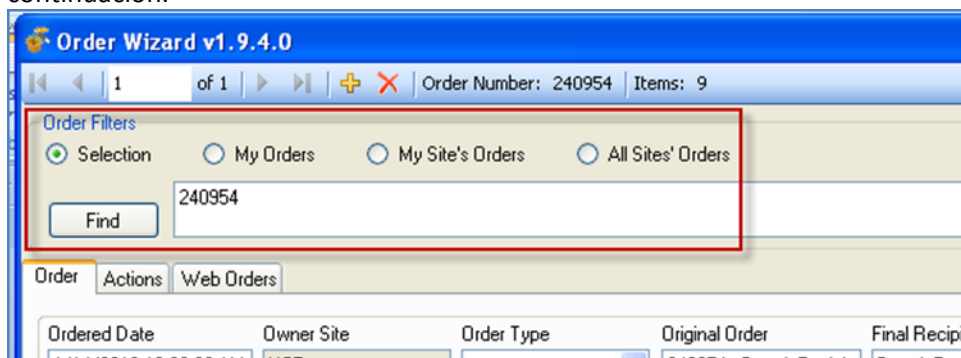 continuación.
Order Wizard v1.9.4.0
1 of 1 Order Number: 240954 Items: 9
Order Filters
Selection My Orders My Site's Orders All Sites' Orders
240954
Find
Order Actions Web Orders
Ordered Date Owner Site Order Type Original Order Final Recipi